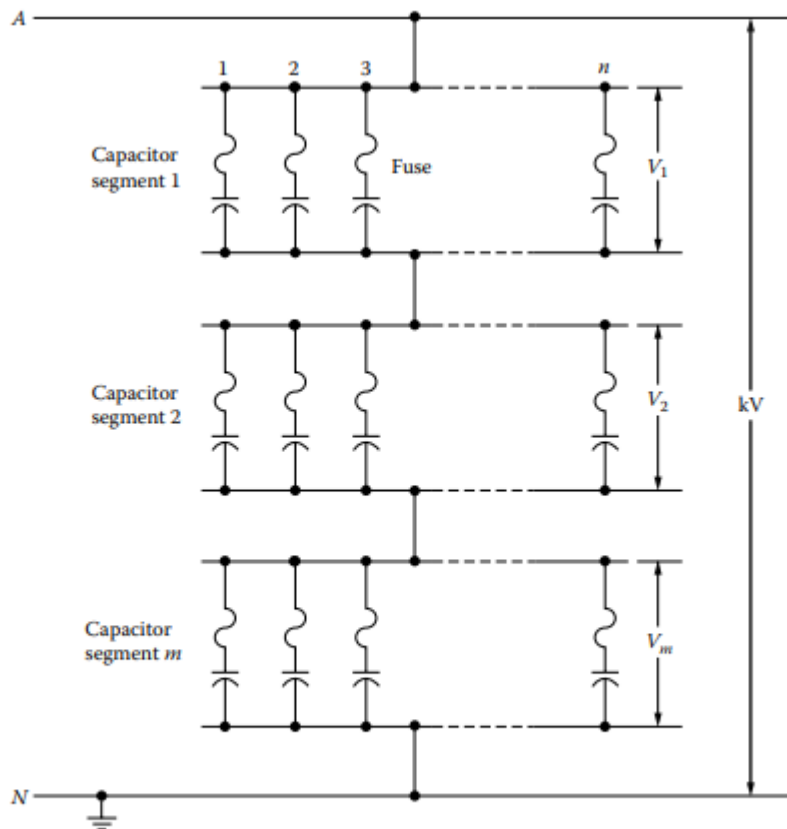 A
1 2 3 n
Capacitor
segment 1
Fuse
V1
Capacitor
segment 2
V2
kV
Capacitor
segment m
Vm
N